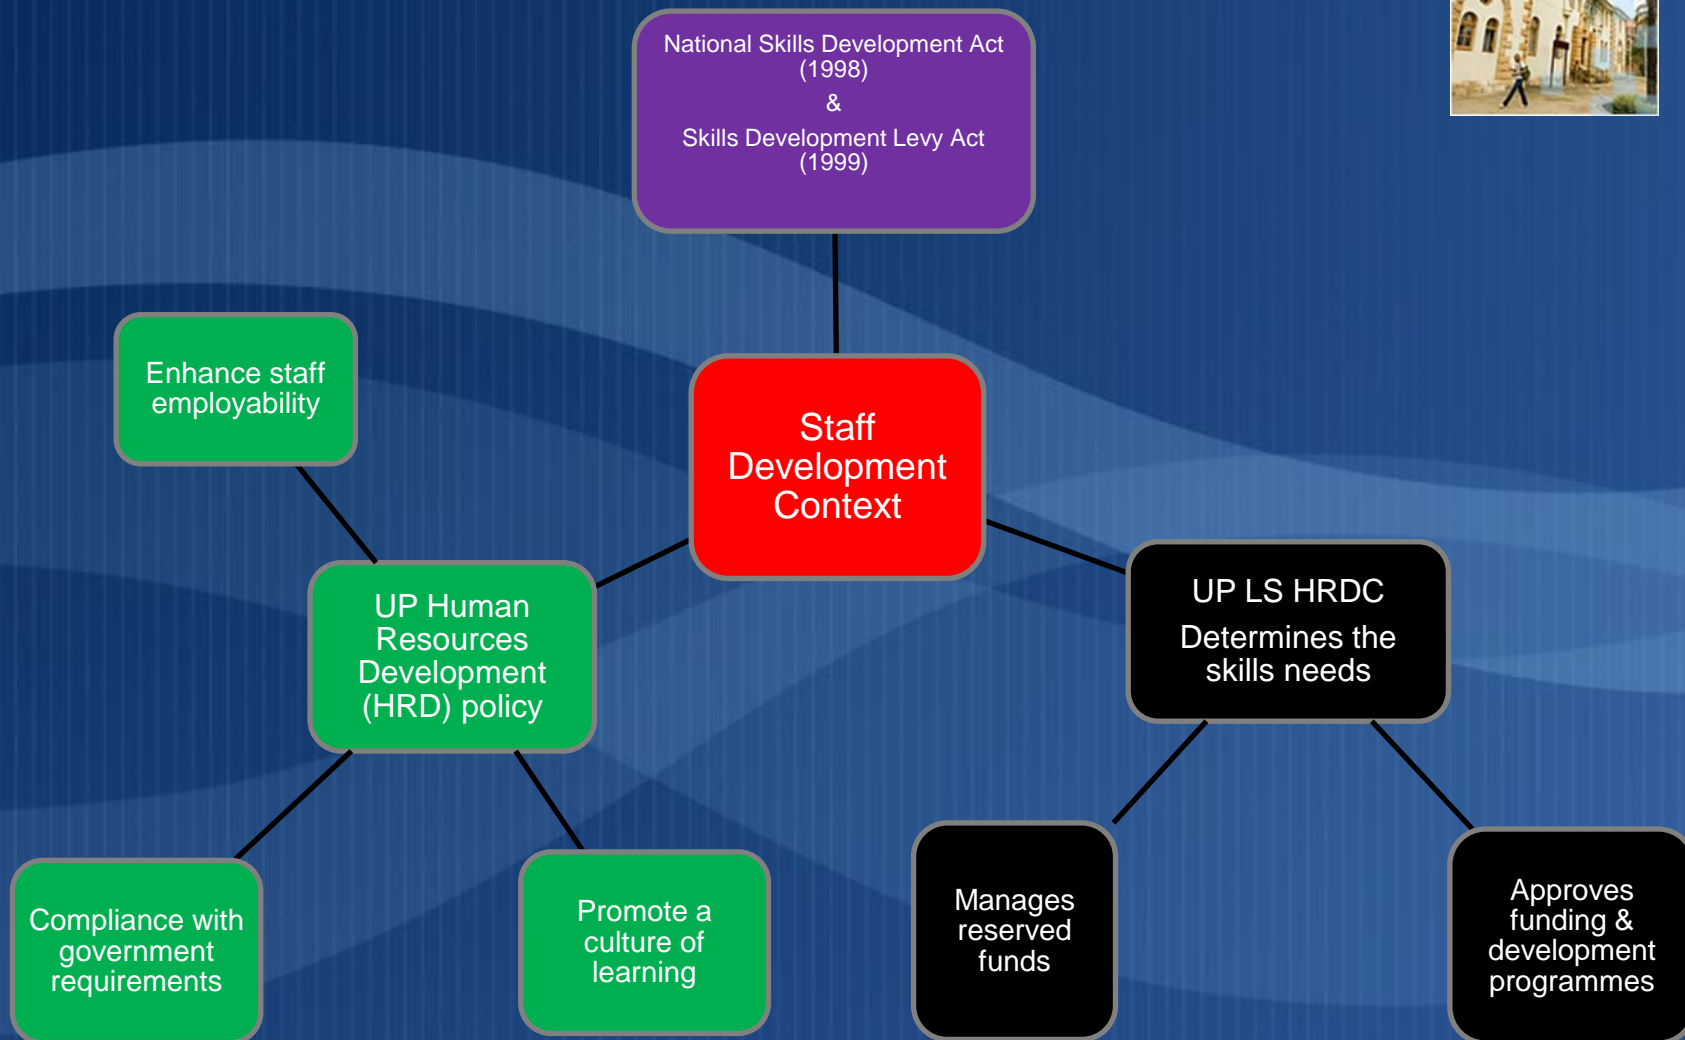 National Skills Development Act
(1998)
&
Skills Development Levy Act
(1999)
Enhance staff
employability
Staff
Development
Context
UP Human
Resources
Development
(HRD) policy
UP LS HRDC
Determines the
skills needs
Compliance with
government
requirements
Promote a
culture of
learning
Manages
reserved
funds
Approves
funding &
development
programmes